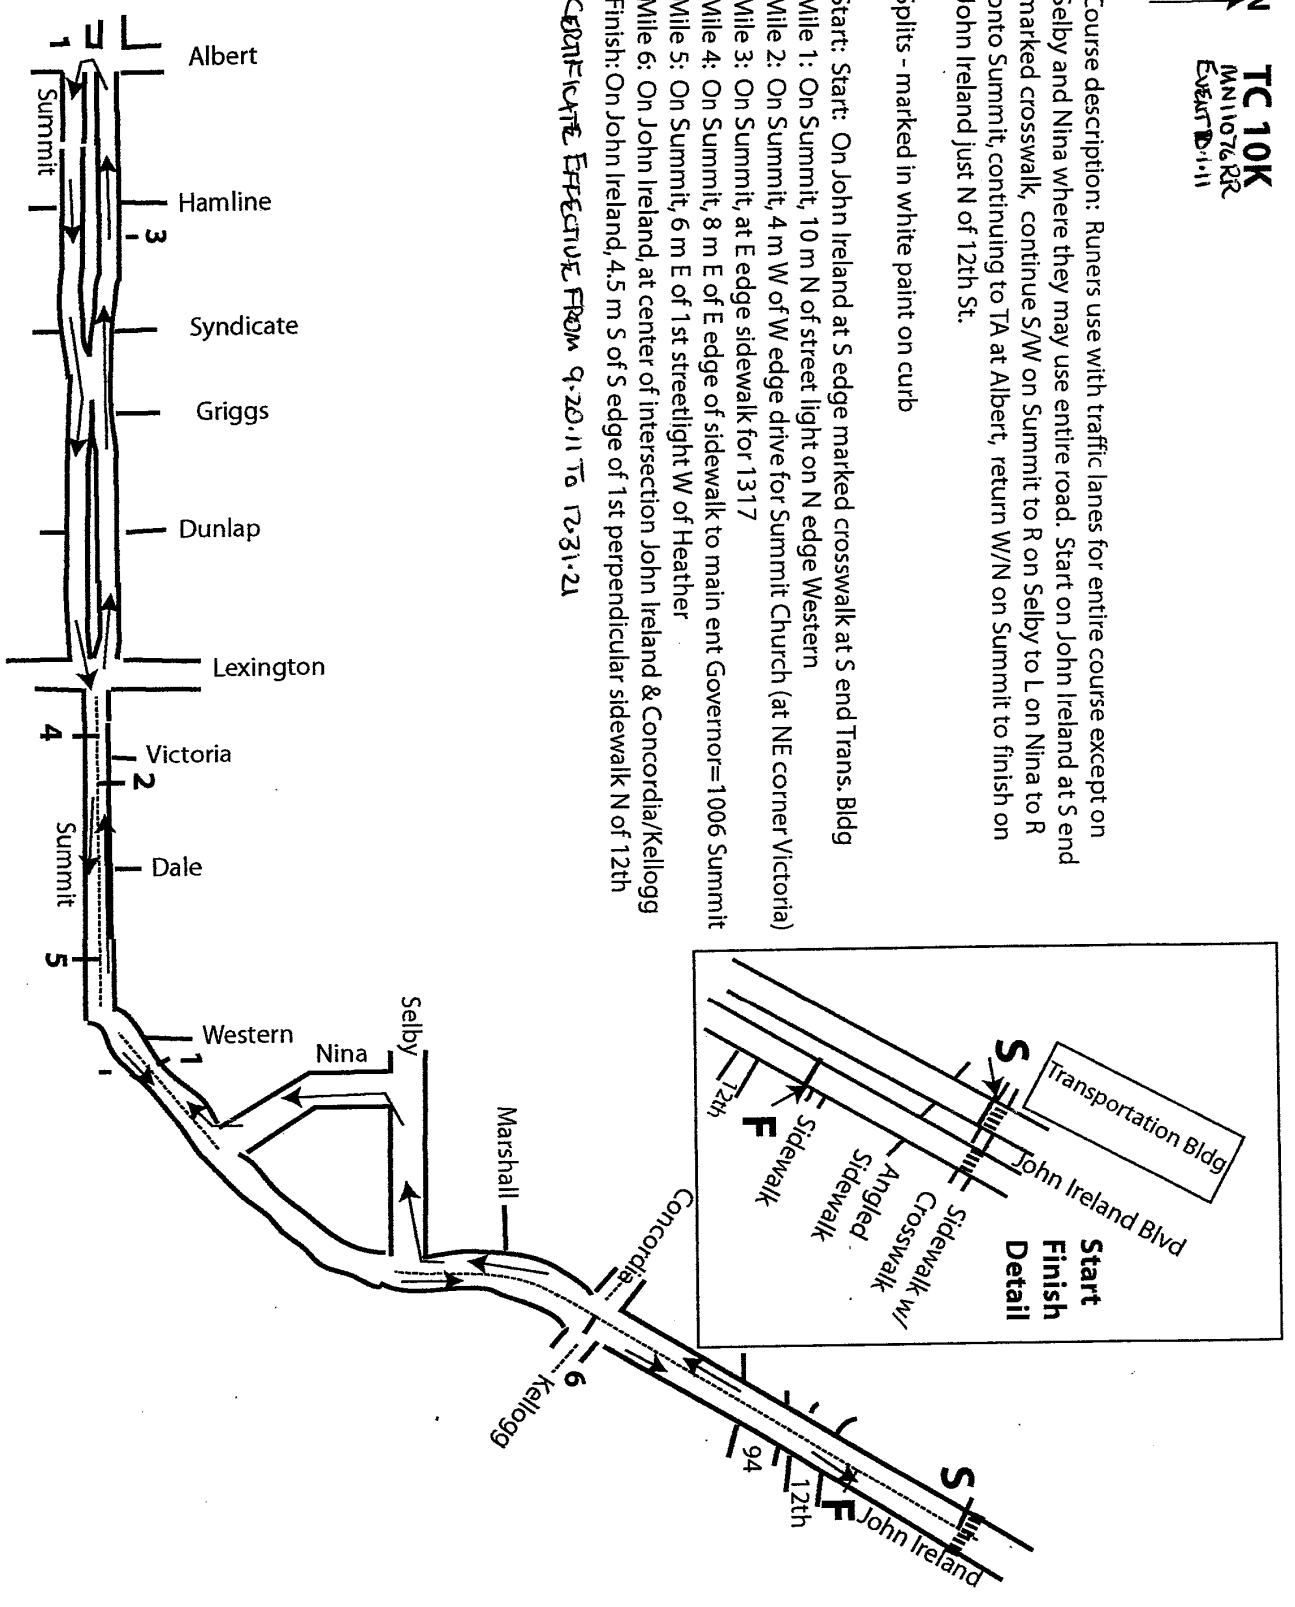 N
TC 10K
MN11076RR
EVENT 10.1.11
Course description: Runers use with traffic lanes for entire course except on
Selby and Nina where they may use entire road. Start on John Ireland at S end
marked crosswalk, continue S/W on Summit to R on Selby to L on Nina to R
onto Summit, continuing to TA at Albert, return W/N on Summit to finish on
John Ireland just N of 12th St.
Splits - marked in white paint on curb
Start: Start: On John Ireland at S edge marked crosswalk at S end Trans. Bldg
Mile 1: On Summit, 10 m N of street light on N edge Western
Mile 2: On Summit, 4 m W of W edge drive for Summit Church (at NE corner Victoria)
Mile 3: On Summit, at E edge sidewalk for 1317
Mile 4: On Summit, 8 m E of E edge of sidewalk to main ent Governor=1006 Summit
Mile 5: On Summit, 6 m E of 1st streetlight W of Heather
Mile 6: On John Ireland, at center of intersection John Ireland & Concordia/Kellogg
Finish: On John Ireland, 4.5 m S of S edge of 1st perpendicular sidewalk N of 12th
CERTIFICATE EFFECTIVE FROM 9.20.11 TO 12.31.21
Start
Finish
Detail
Transportation Bldg
John Ireland Blvd
S
F
12th
Sidewalk
Angled
Sidewalk
Sidewalk w/
Crosswalk
Albert
Summit
Hamline
3
Syndicate
Griggs
Dunlap
Lexington
4
Victoria
2
Summit
Dale
5
Western
1
Nina
Selby
Marshall
Concordia
6
Kellogg
94
12th
F
S
John Ireland